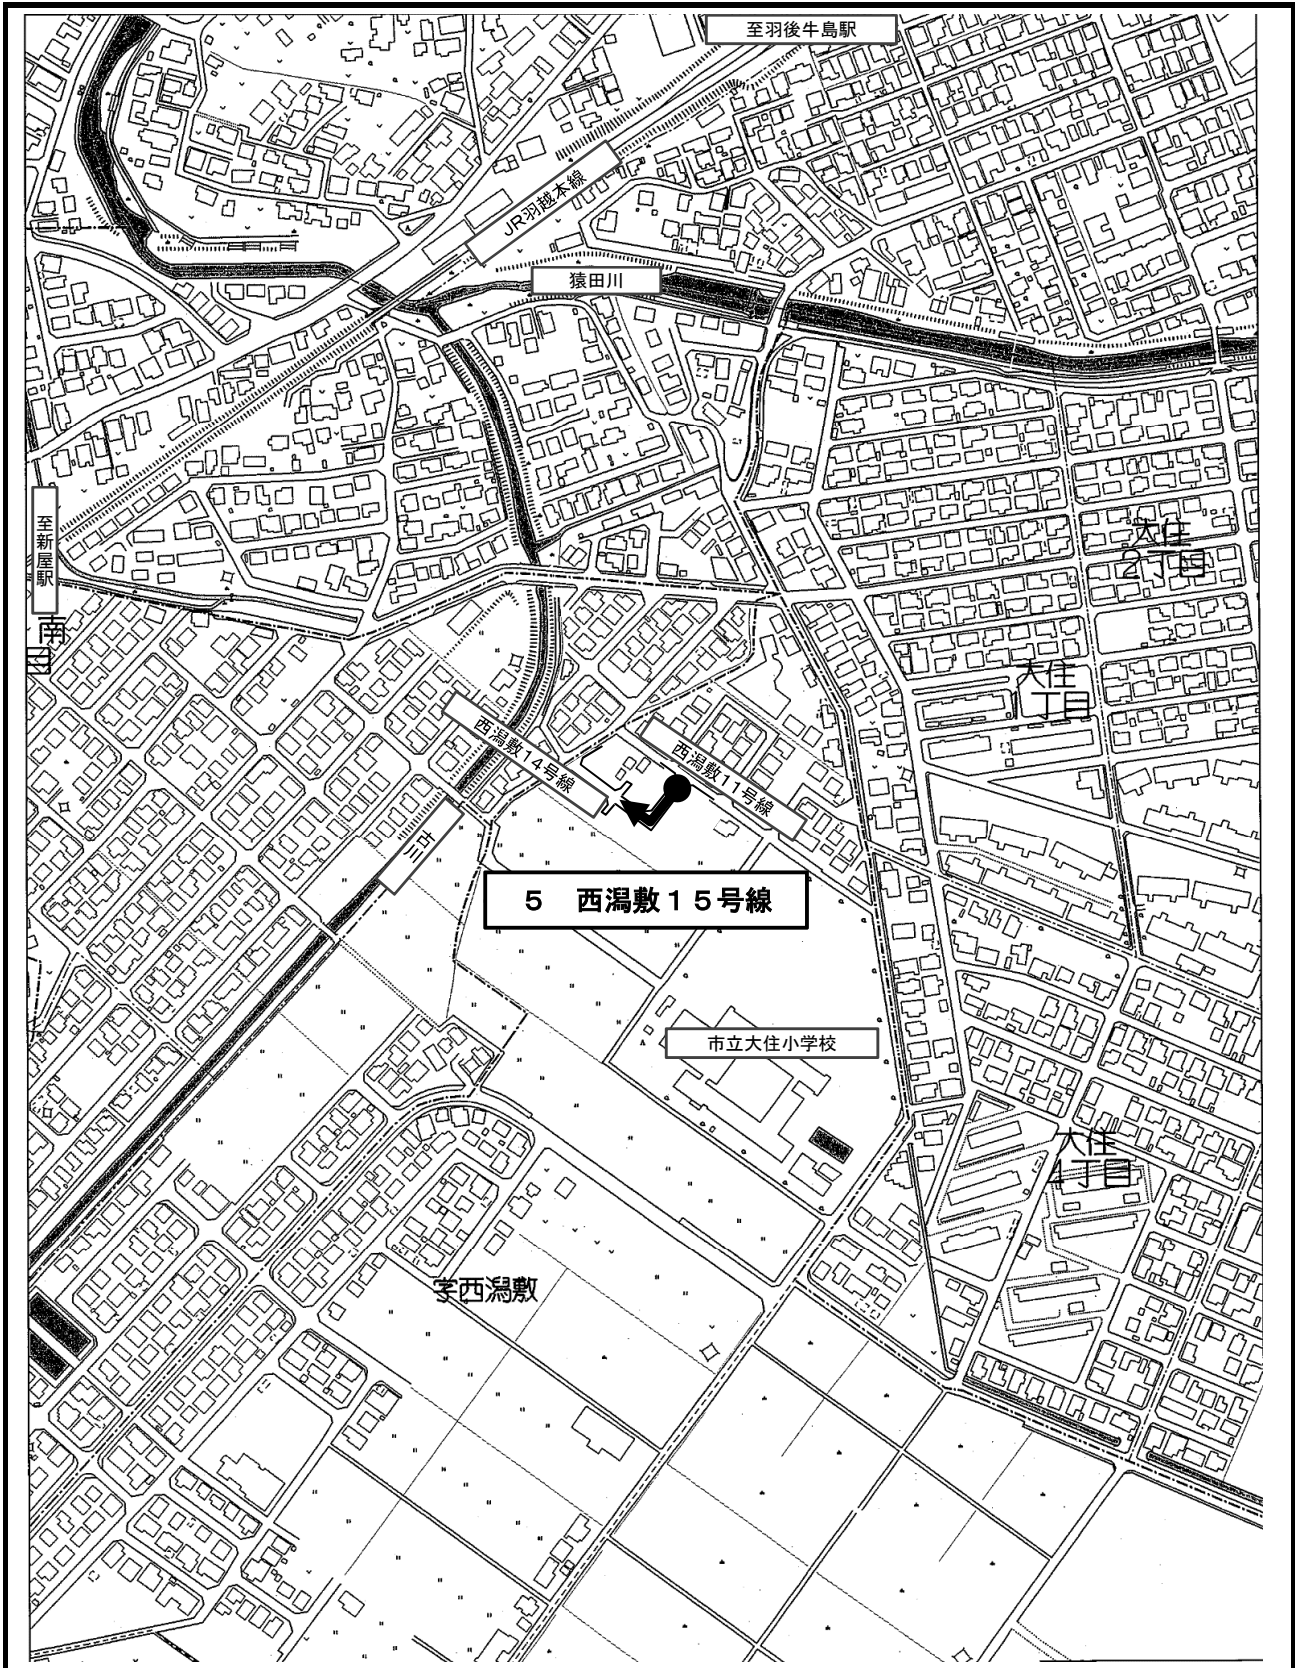 至羽後牛島駅
JR羽越本線
猿田川
至新屋駅
大住
2丁目
南
大住
1丁目
西潟敷14号線
西潟敷11号線
古川
5 西潟敷15号線
市立大住小学校
大住
4丁目
字西潟敷